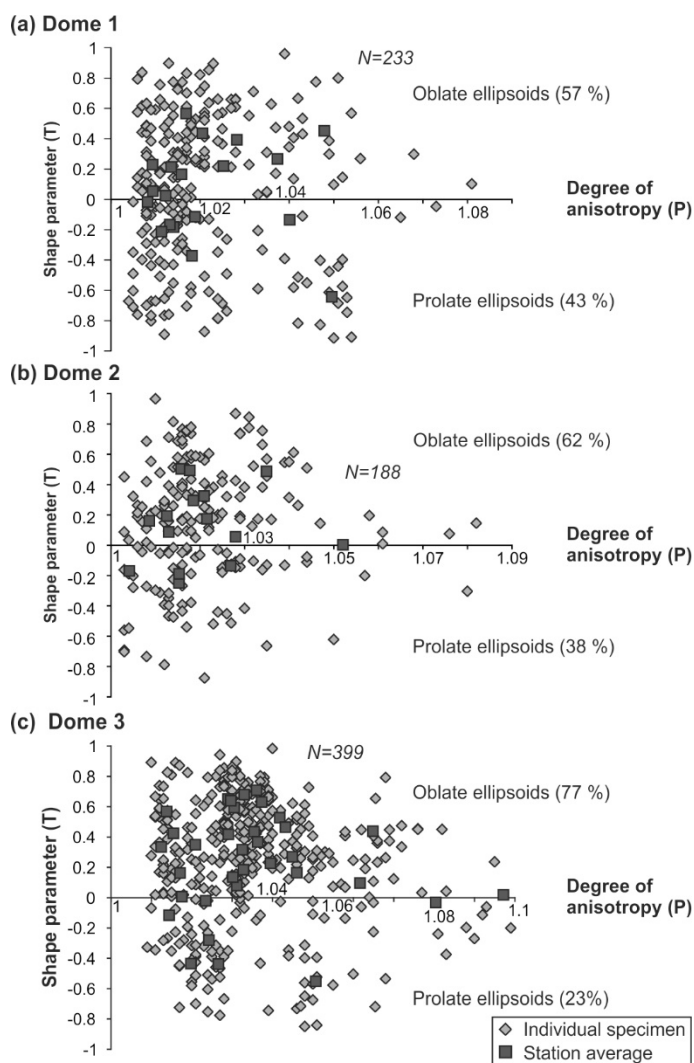 (a) Dome 1
1
0.8
0.6
0.4
0.2
0
-0.2
-0.4
-0.6
-0.8
-1
Shape parameter (T)
N=233
Oblate ellipsoids (57 %)
1
1.02
1.04
1.06
1.08
Degree of
anisotropy (P)
Prolate ellipsoids (43 %)
(b) Dome 2
1
0.8
0.6
0.4
0.2
0
-0.2
-0.4
-0.6
-0.8
-1
Shape parameter (T)
Oblate ellipsoids (62 %)
N=188
1
1.03
1.05
1.07
1.09
Degree of
anisotropy (P)
Prolate ellipsoids (38 %)
(c) Dome 3
1
0.8
0.6
0.4
0.2
0
-0.2
-0.4
-0.6
-0.8
-1
Shape parameter (T)
N=399
Oblate ellipsoids (77 %)
1
1.04
1.06
1.08
1.1
Degree of
anisotropy (P)
Prolate ellipsoids (23%)
Individual specimen
Station average